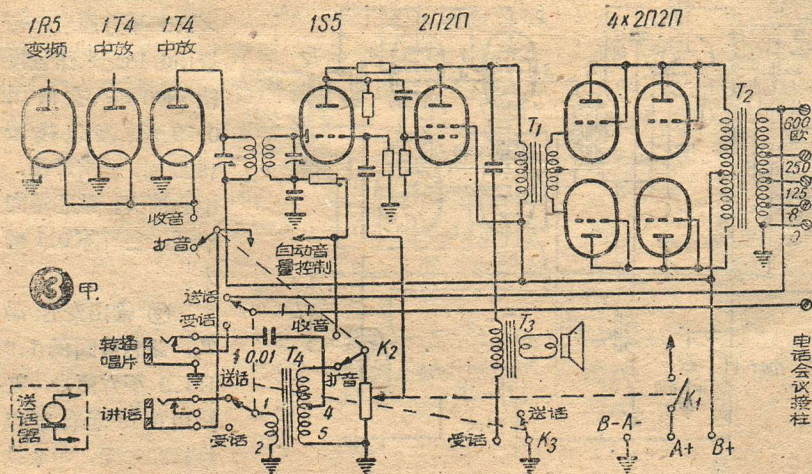 1R5 1T4 1T4 1S5 2П2П 4×2П2П
变频 中放 中放
T1
T2
600
欧
250
125
8
0
收音
扩音
自动音
量控制
3 甲
送话
受话
收音
转播
唱片
0.01
T4
K2
扩音
T3
送话
送话器
讲话
1
2
4
5
受话
受话
送话
K3
K1
B- A-
A+
B+
电话会议接柱